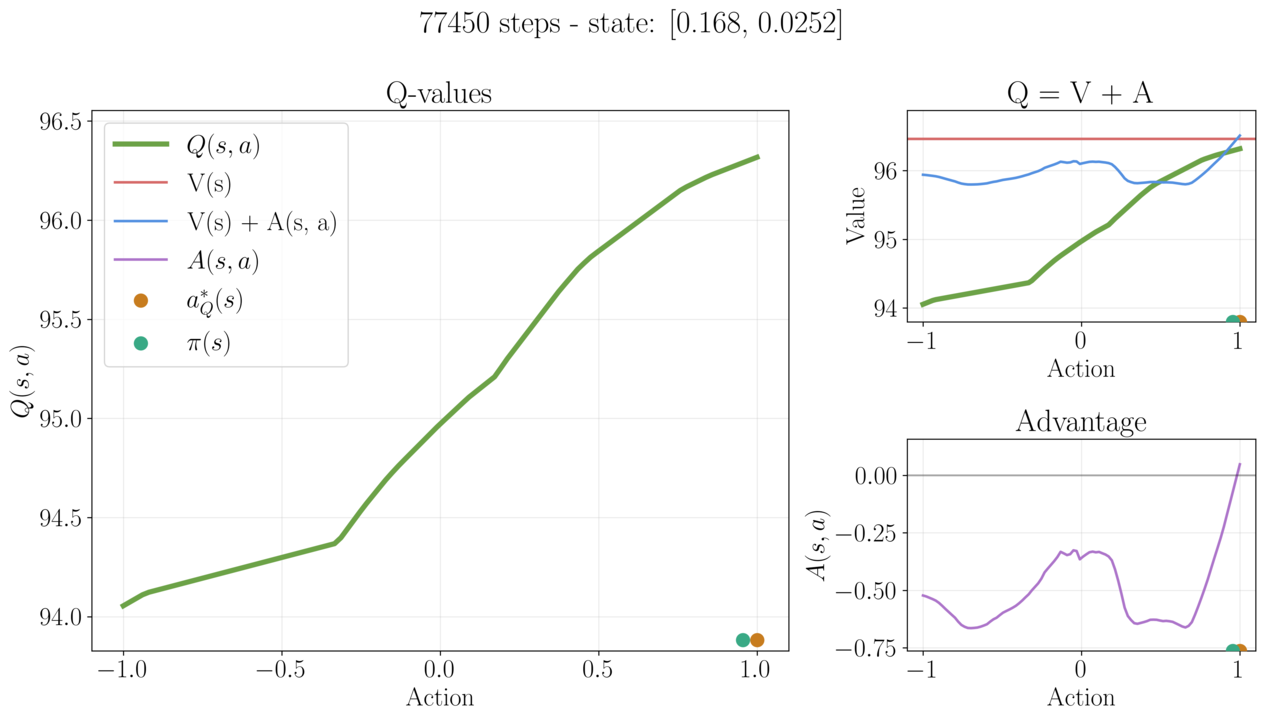 77450 steps - state: [0.168, 0.0252]
Q-values
96.5
96.0
95.5
95.0
94.5
94.0
Q(s, a)
Q(s, a)
V(s)
V(s) + A(s, a)
A(s, a)
a*_Q(s)
π(s)
−1.0 −0.5 0.0 0.5 1.0
Action
Q = V + A
96
95
94
Value
−1 0 1
Action
Advantage
0.00
−0.25
−0.50
−0.75
A(s, a)
−1 0 1
Action